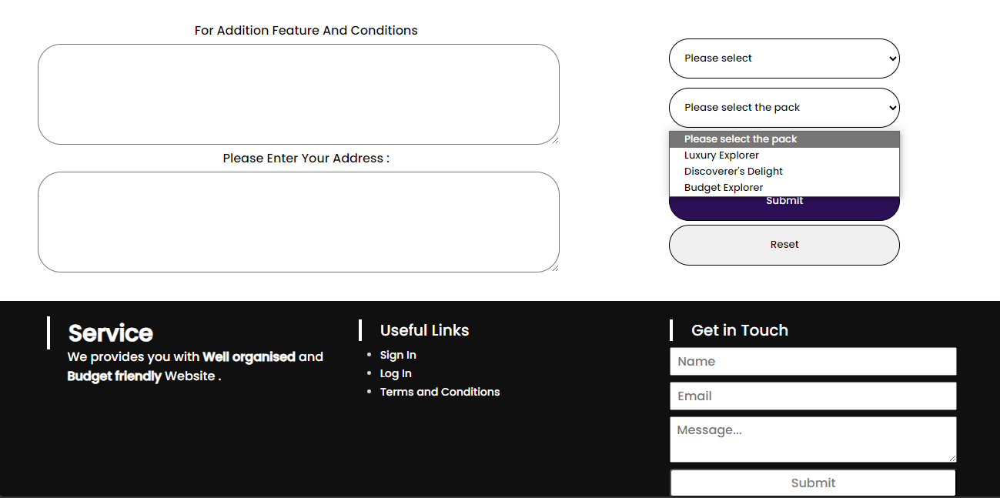 For Addition Feature And Conditions
Please Enter Your Address :
Please select
Please select the pack
Please select the pack
Luxury Explorer
Discoverer's Delight
Budget Explorer
Submit
Reset
Service
We provides you with Well organised and
Budget friendly Website .
Useful Links
Sign In
Log In
Terms and Conditions
Get in Touch
Name
Email
Message...
Submit